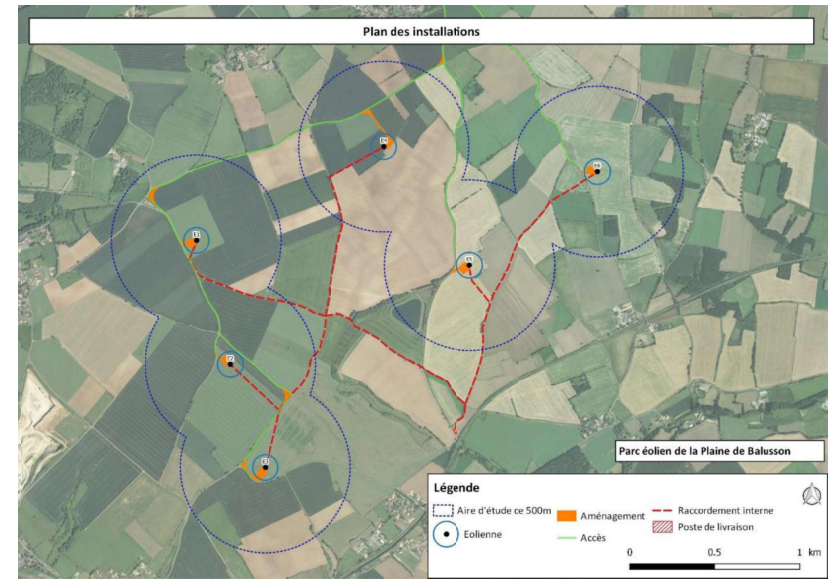 Plan des installations
E4
E6
E3
E5
E2
E1
Parc éolien de la Plaine de Balusson
Légende
Aire d'étude ce 500m
Eolienne
Aménagement
Accès
Raccordement interne
Poste de livraison
0 0.5 1 km